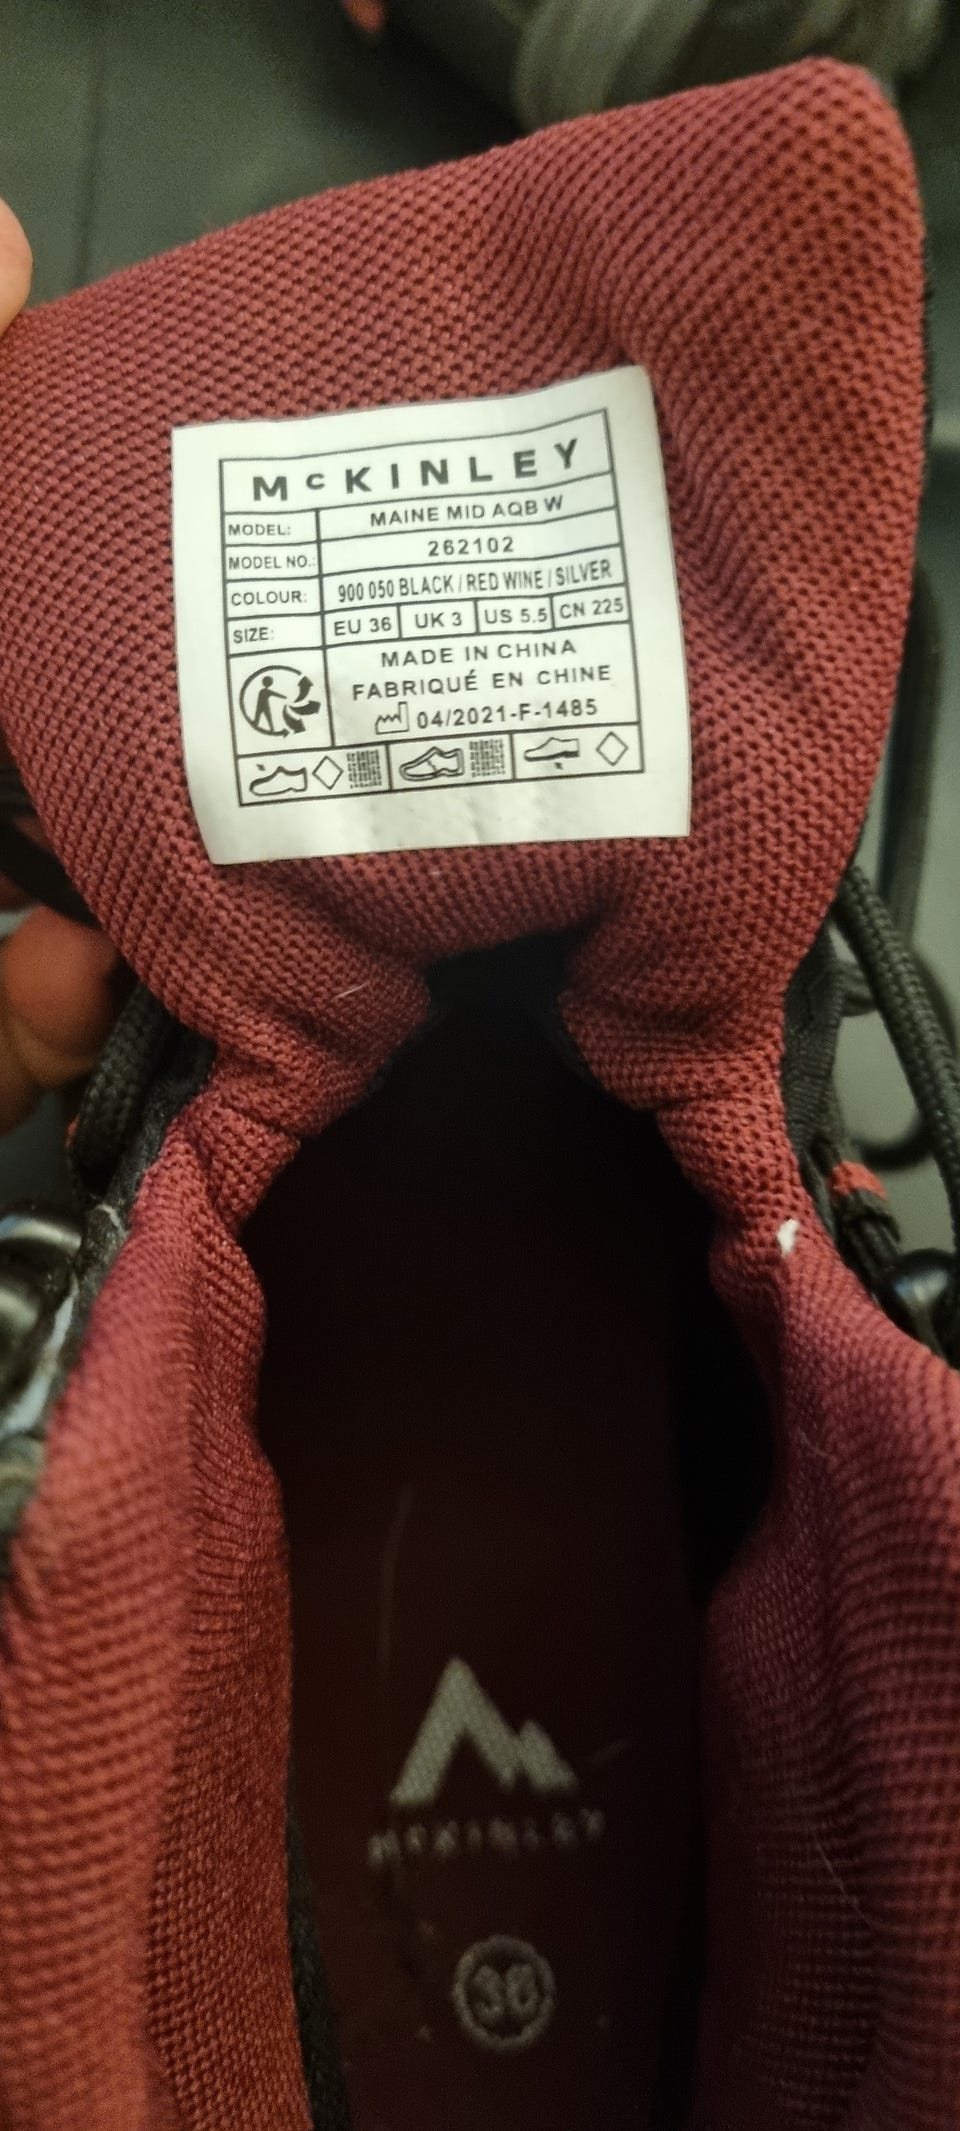 McKINLEY
MODEL: MAINE MID AQB W
MODEL NO.: 262102
COLOUR: 900 050 BLACK / RED WINE / SILVER
SIZE: EU 36 UK 3 US 5.5 CN 225
MADE IN CHINA
FABRIQUÉ EN CHINE
04/2021-F-1485
McKINLEY
36